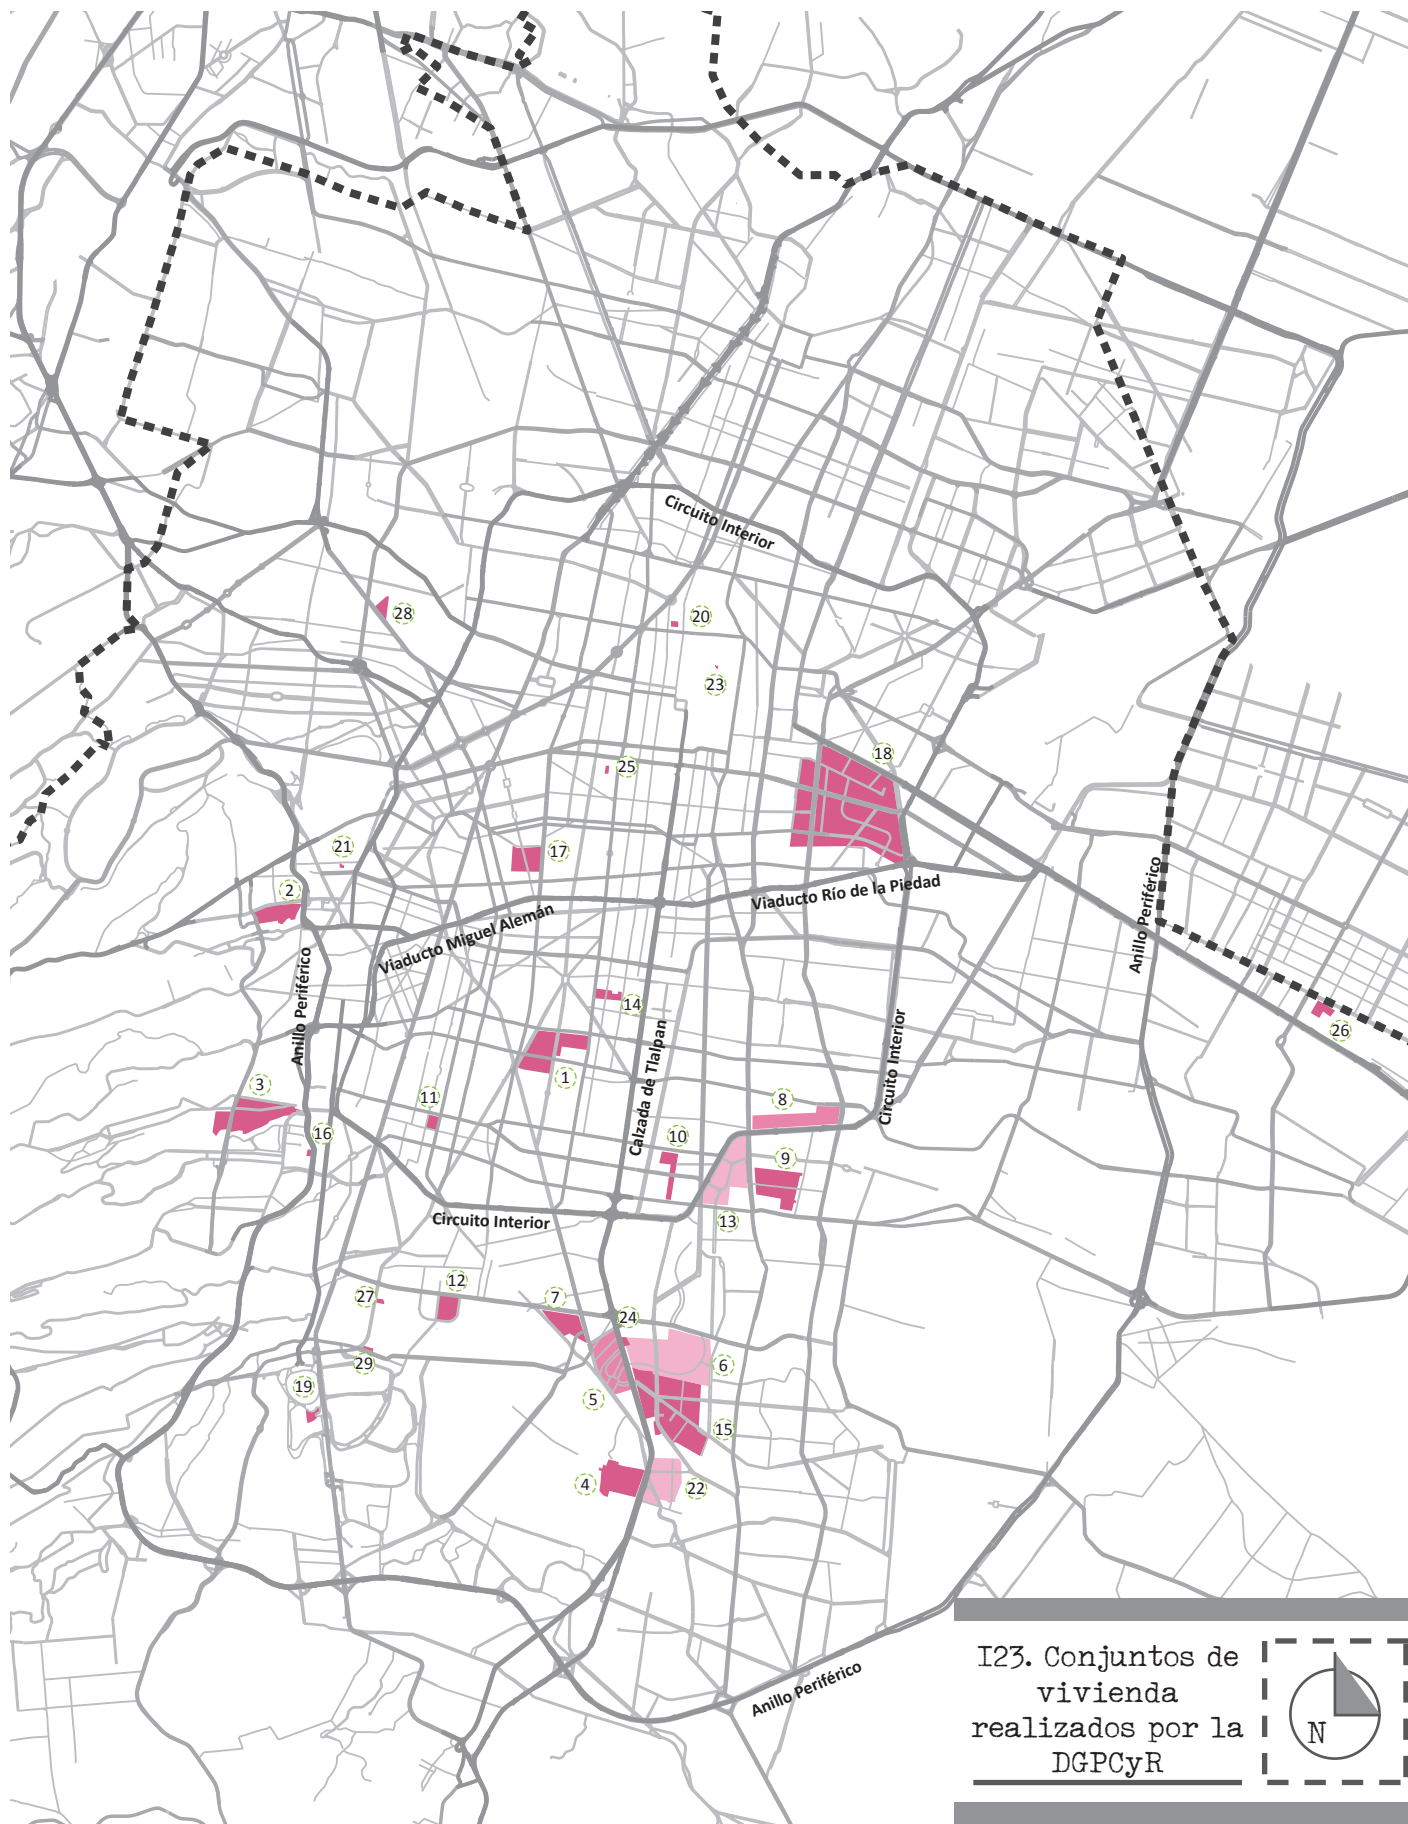 Circuito Interior
28
20
23
18
25
21
17
2
Viaducto Río de la Piedad
Viaducto Miguel Alemán
Anillo Periférico
Anillo Periférico
14
26
Calzada de Tlalpan
Circuito Interior
1
3
11
8
16
10
9
13
Circuito Interior
12
27
7
24
29
6
19
5
15
4
22
Anillo Periférico
I23. Conjuntos de
vivienda
realizados por la
DGPCyR
N